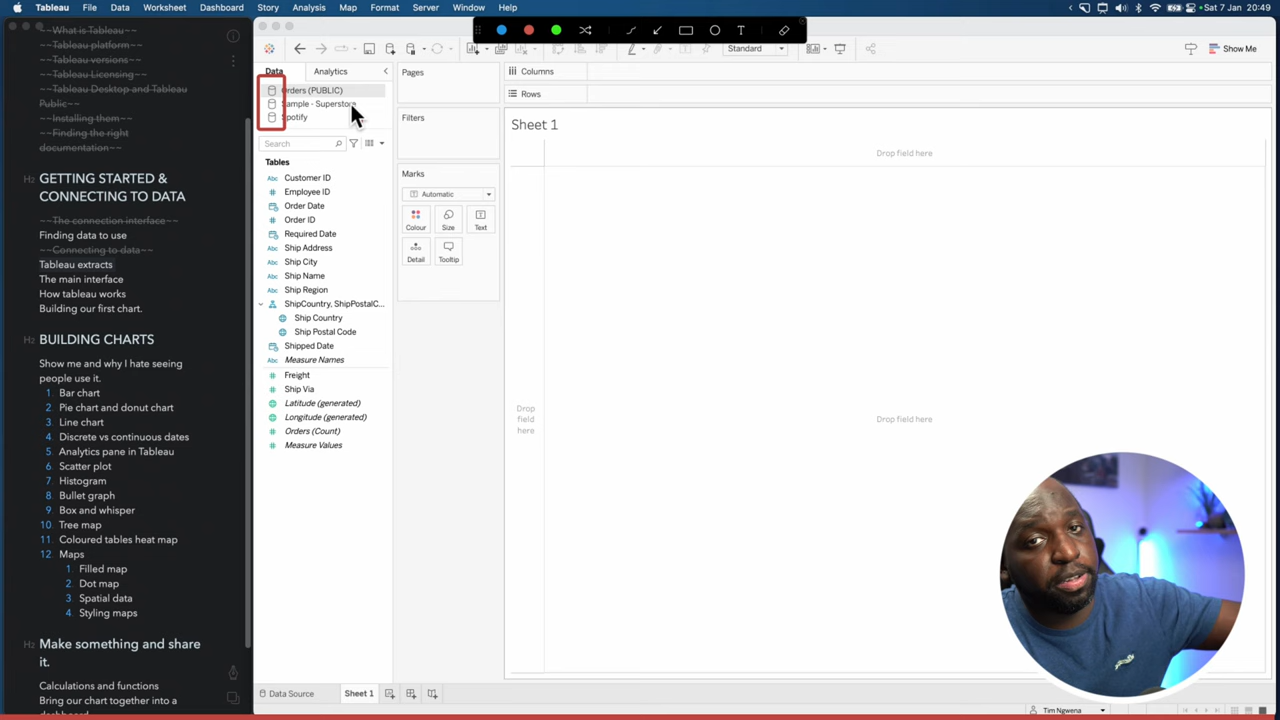 Tableau File Data Worksheet Dashboard Story Analysis Map Format Server Window Help
Sat 7 Jan 20:49
~~What is Tableau~~
~~Tableau platform~~
~~Tableau versions~~
~~Tableau Licensing~~
~~Tableau Desktop and Tableau
Public~~
~~Installing them~~
~~Finding the right
documentation~~
H2 GETTING STARTED &
CONNECTING TO DATA
~~The connection interface~~
Finding data to use
~~Connecting to data~~
Tableau extracts
The main interface
How tableau works
Building our first chart.
H2 BUILDING CHARTS
Show me and why I hate seeing
people use it.
1. Bar chart
2. Pie chart and donut chart
3. Line chart
4. Discrete vs continuous dates
5. Analytics pane in Tableau
6. Scatter plot
7. Histogram
8. Bullet graph
9. Box and whisper
10. Tree map
11. Coloured tables heat map
12. Maps
1. Filled map
2. Dot map
3. Spatial data
4. Styling maps
H2 Make something and share
it.
Calculations and functions
Bring our chart together into a
T
Standard
Show Me
Data Analytics
Orders (PUBLIC)
Sample - Superstore
Spotify
Search
Tables
Abc Customer ID
# Employee ID
Order Date
# Order ID
Required Date
Abc Ship Address
Abc Ship City
Abc Ship Name
Abc Ship Region
ShipCountry, ShipPostalC...
Ship Country
Ship Postal Code
Shipped Date
Abc Measure Names
# Freight
# Ship Via
Latitude (generated)
Longitude (generated)
# Orders (Count)
# Measure Values
Pages
Filters
Marks
T Automatic
Colour Size Text
Detail Tooltip
Columns
Rows
Sheet 1
Drop field here
Drop
field
here
Drop field here
Data Source Sheet 1
Tim Ngwena